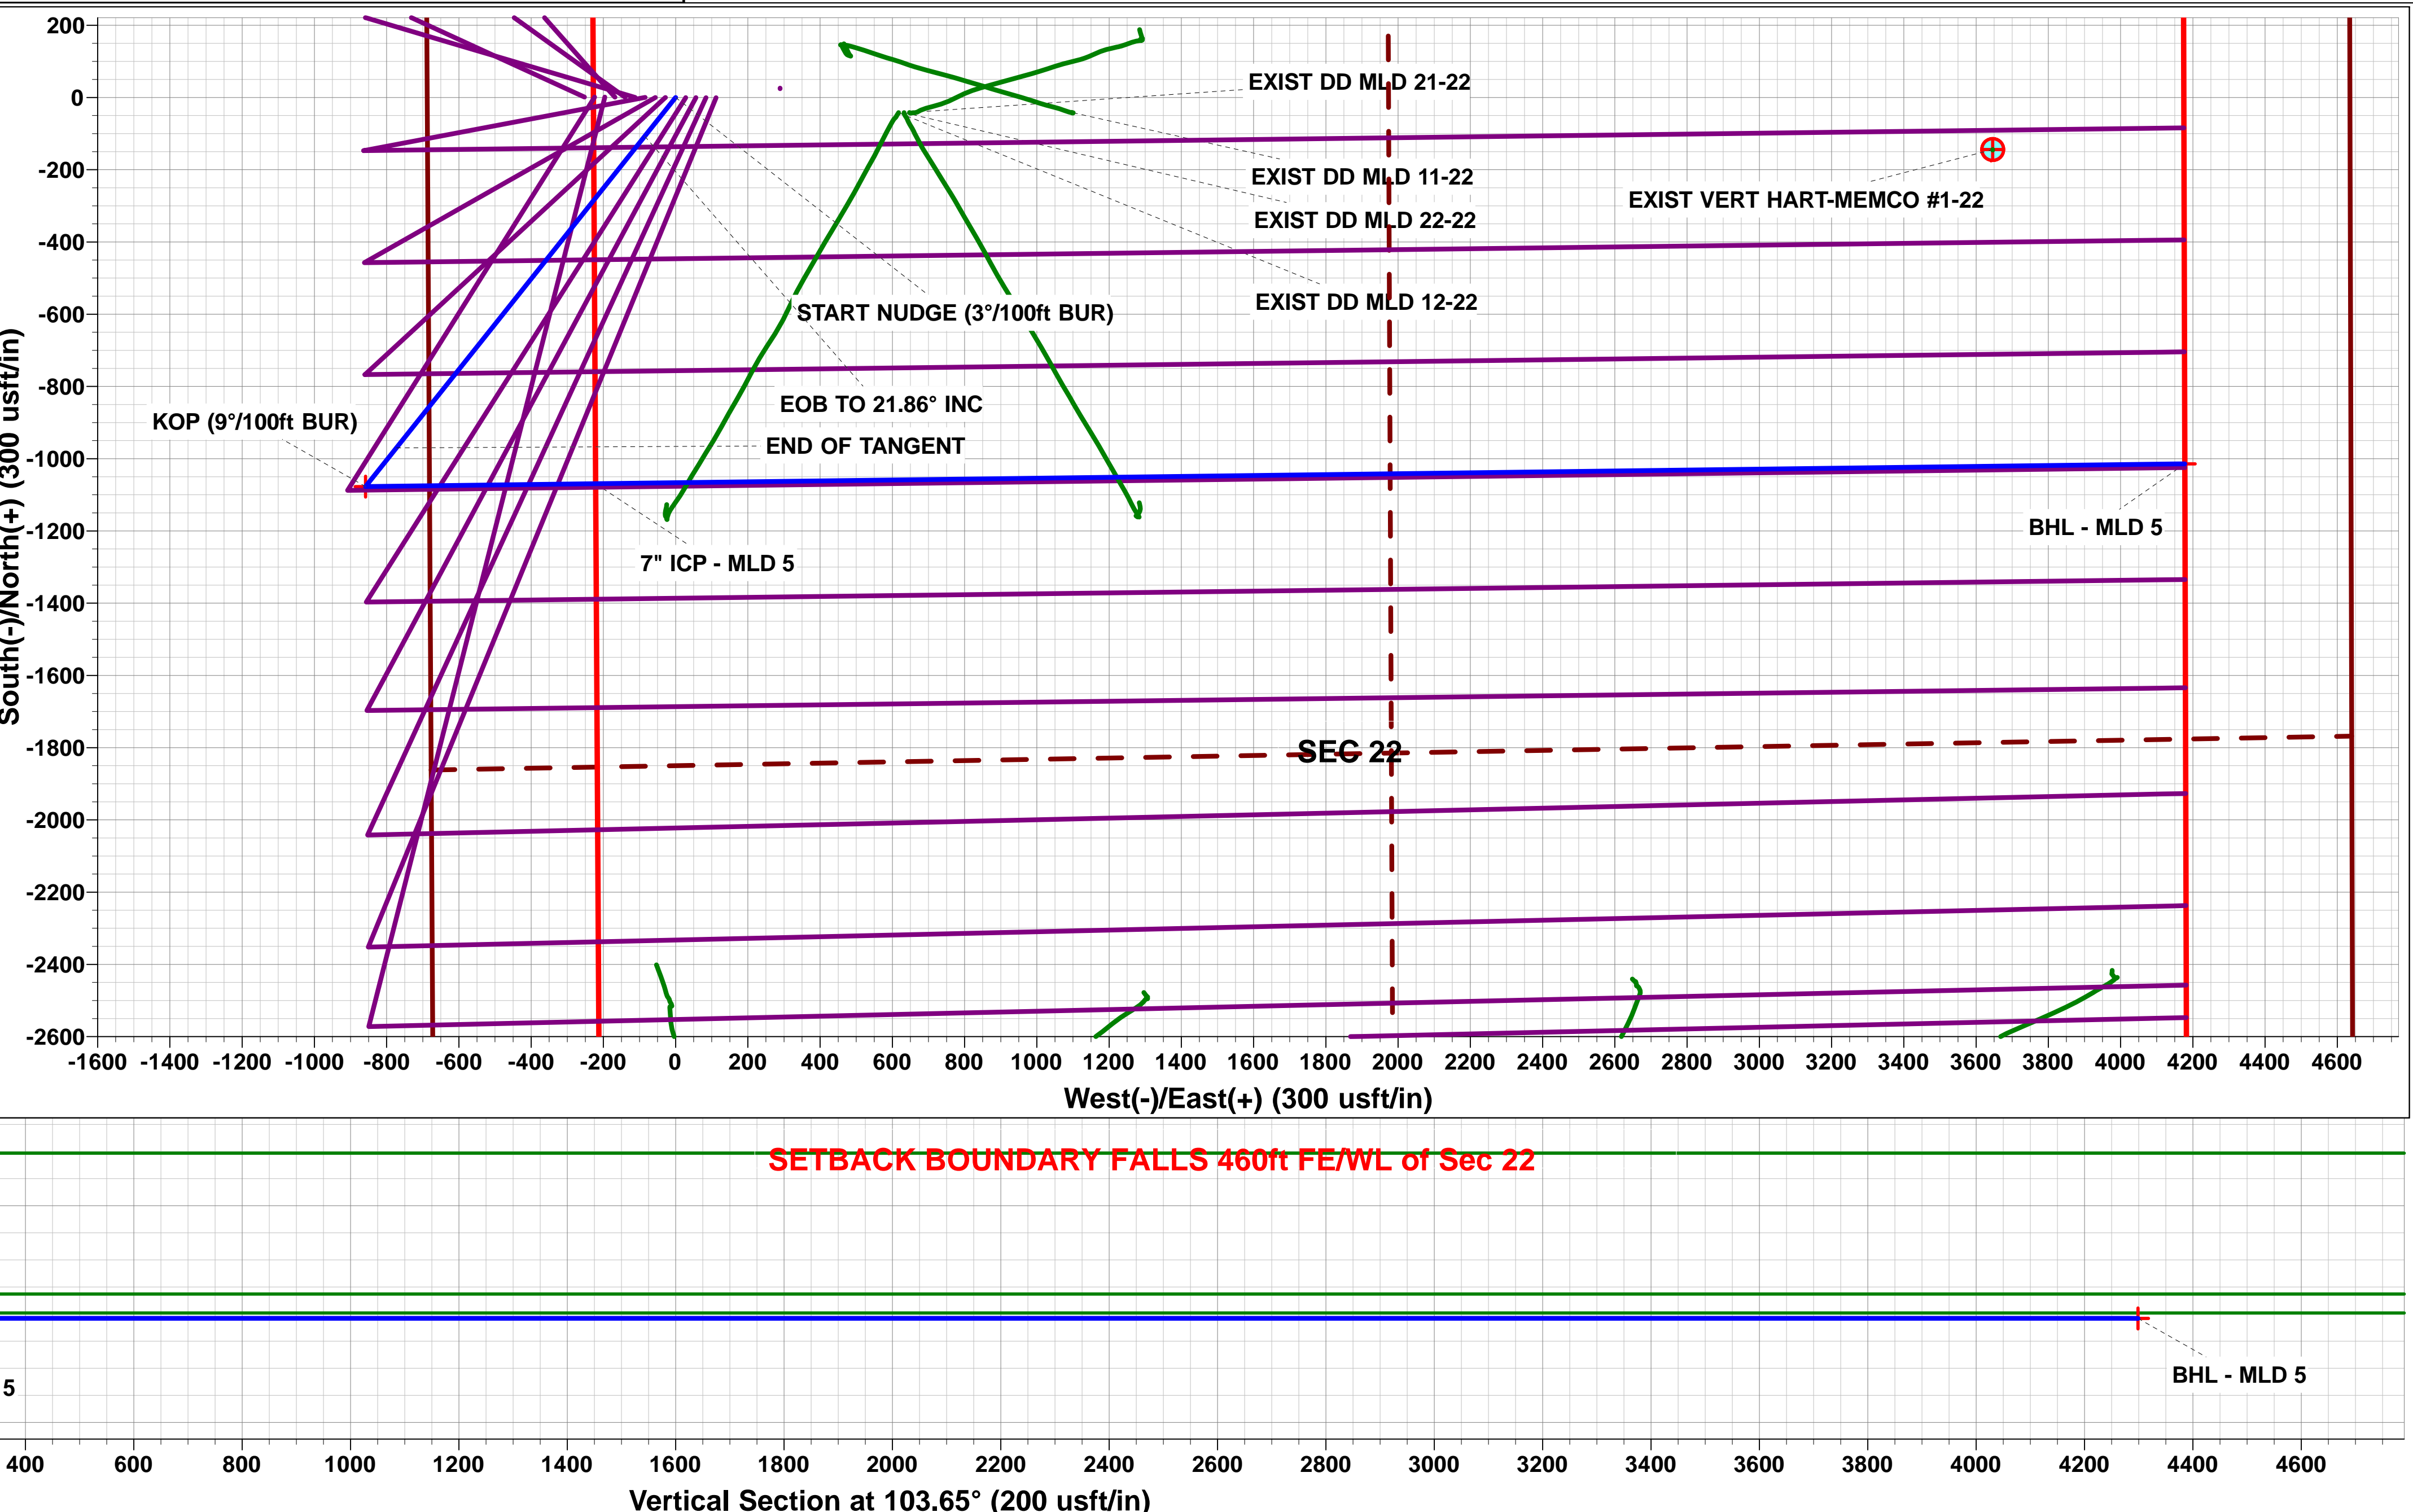 200
0
-200
-400
-600
-800
-1000
-1200
-1400
-1600
-1800
-2000
-2200
-2400
-2600
South(-)/North(+) (300 usft/in)
EXIST DD MLD 21-22
EXIST DD MLD 11-22
EXIST VERT HART-MEMCO #1-22
EXIST DD MLD 22-22
EXIST DD MLD 12-22
START NUDGE (3°/100ft BUR)
EOB TO 21.86° INC
KOP (9°/100ft BUR)
END OF TANGENT
BHL - MLD 5
7" ICP - MLD 5
SEC 22
-1600 -1400 -1200 -1000 -800 -600 -400 -200 0 200 400 600 800 1000 1200 1400 1600 1800 2000 2200 2400 2600 2800 3000 3200 3400 3600 3800 4000 4200 4400 4600
West(-)/East(+) (300 usft/in)
SETBACK BOUNDARY FALLS 460ft FE/WL of Sec 22
BHL - MLD 5
5
400 600 800 1000 1200 1400 1600 1800 2000 2200 2400 2600 2800 3000 3200 3400 3600 3800 4000 4200 4400 4600
Vertical Section at 103.65° (200 usft/in)